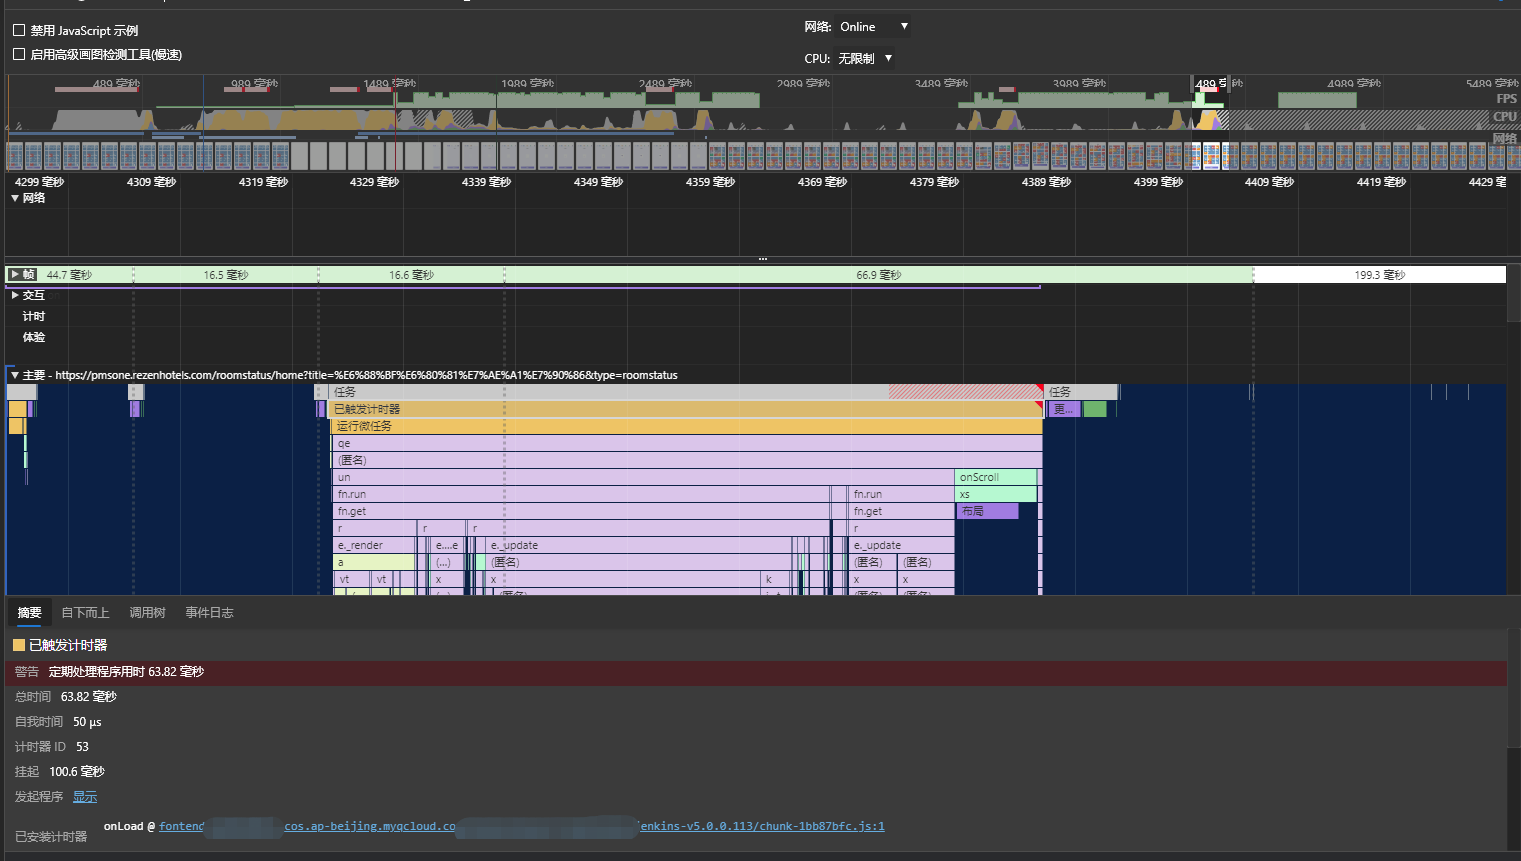 禁用 JavaScript 示例
网络: Online ▼
启用高级画图检测工具(慢速)
CPU: 无限制 ▼
489 毫秒 989 毫秒 1489 毫秒 1989 毫秒 2489 毫秒 2989 毫秒 3489 毫秒 3989 毫秒 4989 毫秒 5489 毫秒
FPS
CPU
网络
4299 毫秒 4309 毫秒 4319 毫秒 4329 毫秒 4339 毫秒 4349 毫秒 4359 毫秒 4369 毫秒 4379 毫秒 4389 毫秒 4399 毫秒 4409 毫秒 4419 毫秒 4429 毫
▼ 网络
▶ 帧 44.7 毫秒 16.5 毫秒 16.6 毫秒 66.9 毫秒 199.3 毫秒
▶ 交互
计时
体验
▼ 主要 - https://pmsone.rezenhotels.com/roomstatus/home?title=%E6%88%BF%E6%80%81%E7%AE%A1%E7%90%86&type=roomstatus
任务 任务
已触发计时器 更...
运行微任务
qe
(匿名)
un onScroll
fn.run fn.run xs
fn.get fn.get 布局
r r r r
e._render e....e e._update e._update
a (...) (匿名) (匿名) (匿名)
vt vt x x k x x
摘要 自下而上 调用树 事件日志
已触发计时器
警告 定期处理程序用时 63.82 毫秒
总时间 63.82 毫秒
自我时间 50 μs
计时器 ID 53
挂起 100.6 毫秒
发起程序 显示
已安装计时器 onLoad @ fontend cos.ap-beijing.myqcloud.co enkins-v5.0.0.113/chunk-1bb87bfc.js:1